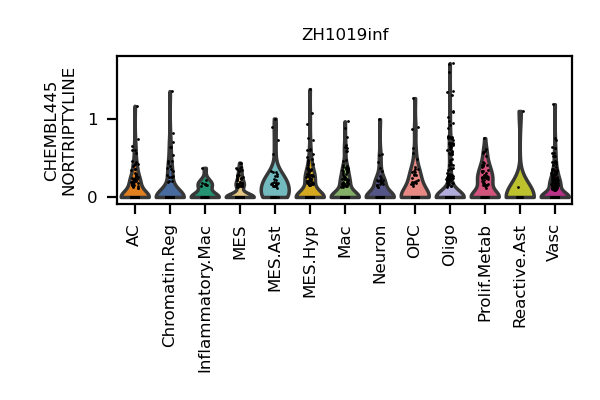 ZH1019inf
CHEMBL445
NORTRIPTYLINE
1
0
AC
Chromatin.Reg
Inflammatory.Mac
MES
MES.Ast
MES.Hyp
Mac
Neuron
OPC
Oligo
Prolif.Metab
Reactive.Ast
Vasc